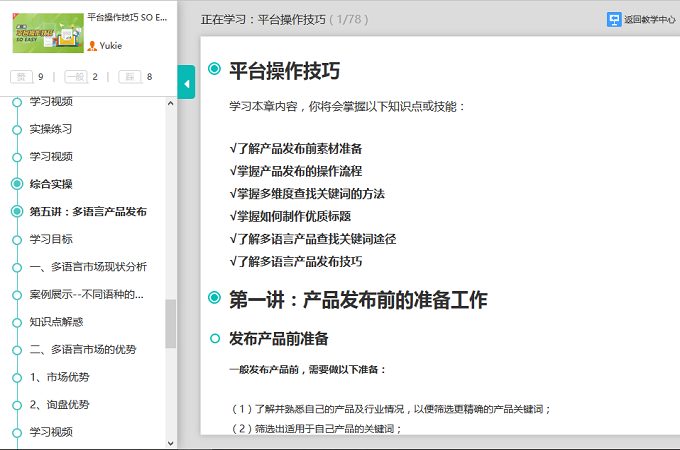 平台操作技巧 SO E...
Yukie
赞 9 一般 2 踩 8
学习视频
实操练习
学习视频
综合实操
第五讲：多语言产品发布
学习目标
一、多语言市场现状分析
案例展示--不同语种的...
知识点解惑
二、多语言市场的优势
1、市场优势
2、询盘优势
学习视频
正在学习：平台操作技巧（ 1/78 ）
返回教学中心
平台操作技巧
学习本章内容，你将会掌握以下知识点或技能：
√了解产品发布前素材准备
√掌握产品发布的操作流程
√掌握多维度查找关键词的方法
√掌握如何制作优质标题
√了解多语言产品查找关键词途径
√了解多语言产品发布技巧
第一讲：产品发布前的准备工作
发布产品前准备
一般发布产品前，需要做以下准备：
（1）了解并熟悉自己的产品及行业情况，以便筛选更精确的产品关键词；
（2）筛选出适用于自己产品的关键词；